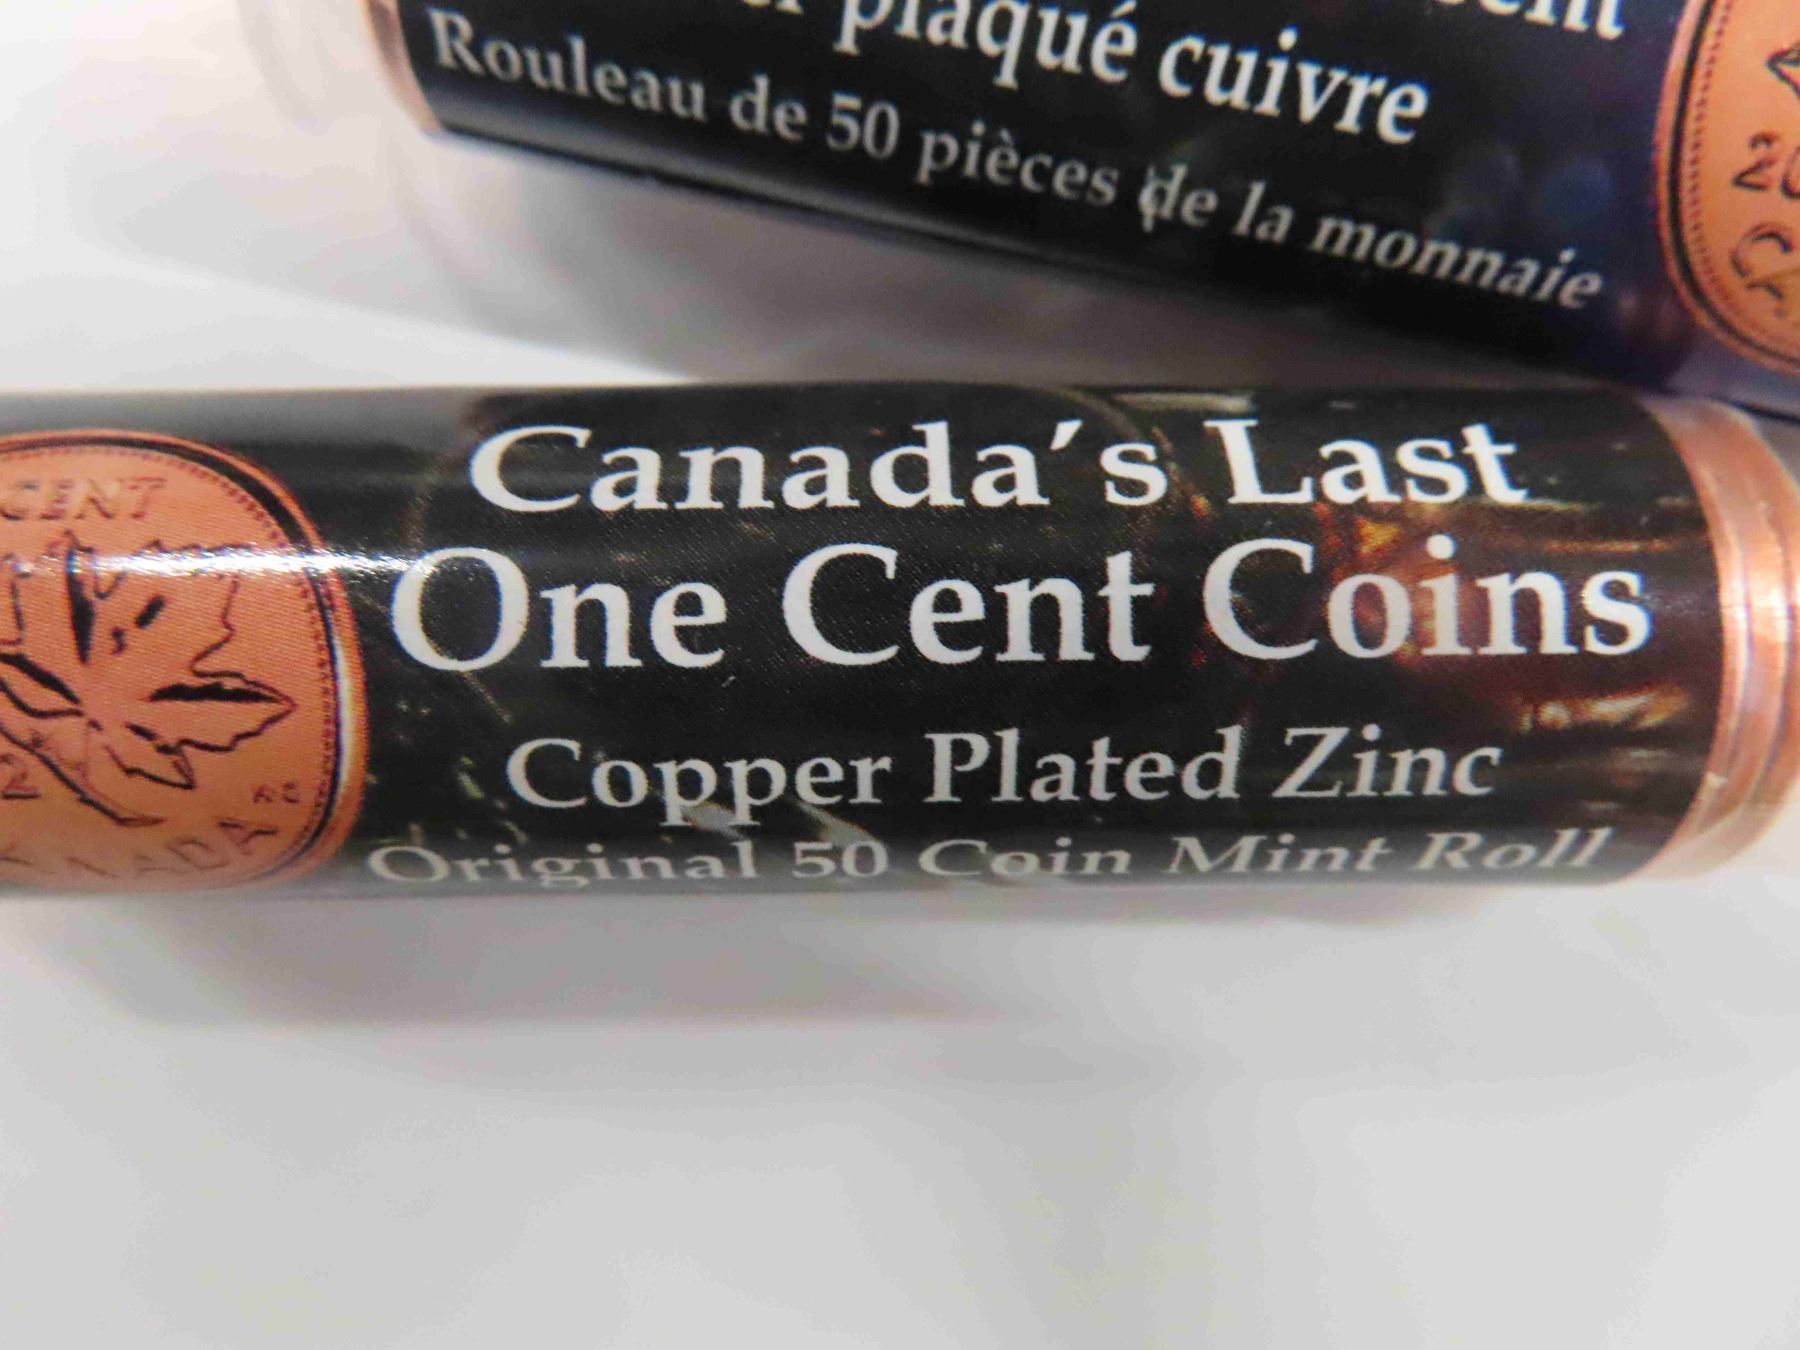 plaqué cuivre
Rouleau de 50 pièces de la monnaie
Canada's Last
One Cent Coins
Copper Plated Zinc
Original 50 Coin Mint Roll
CENT